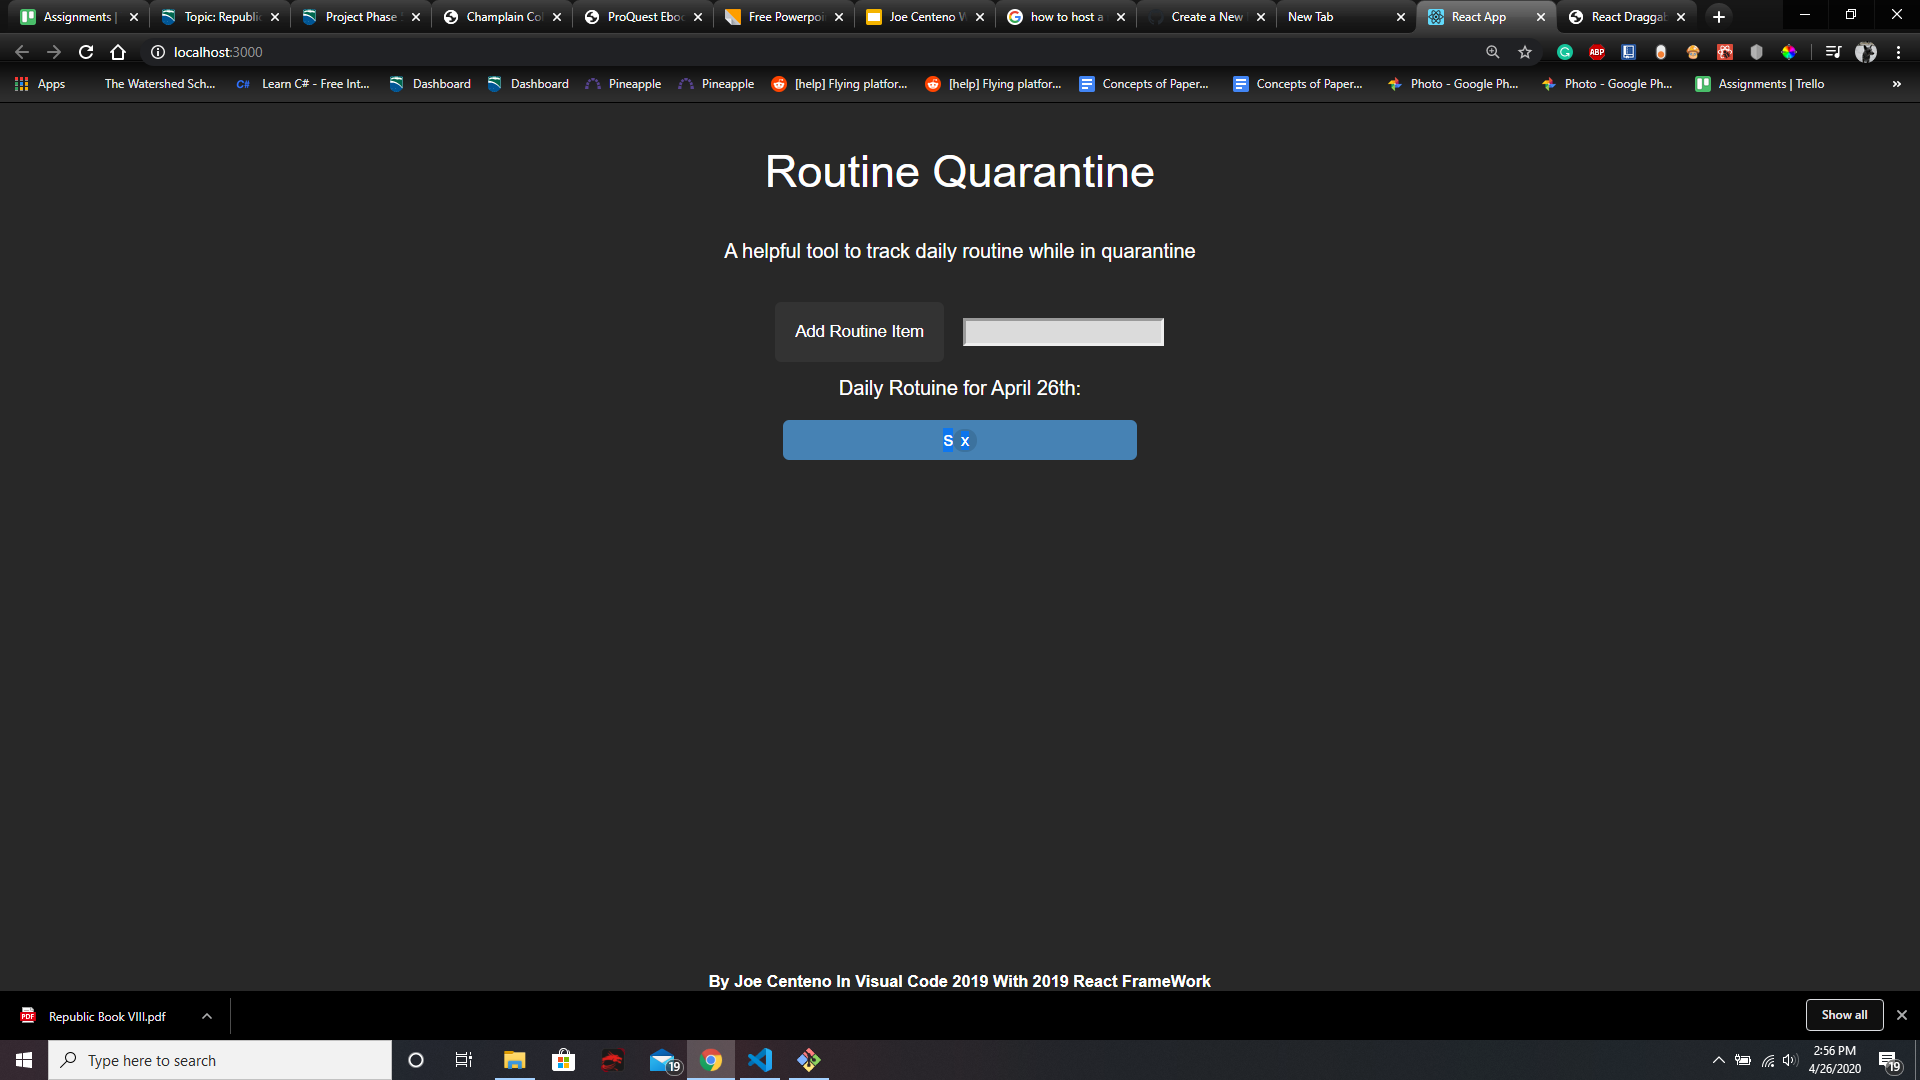 Assignments |
Topic: Republic
Project Phase
Champlain Co
ProQuest Eboo
Free Powerpoi
Joe Centeno W
how to host a
Create a New
New Tab
React App
React Draggab
localhost:3000
ABP
Apps
The Watershed Sch...
C#
Learn C# - Free Int...
Dashboard
Dashboard
Pineapple
Pineapple
[help] Flying platfor...
[help] Flying platfor...
Concepts of Paper...
Concepts of Paper...
Photo - Google Ph...
Photo - Google Ph...
Assignments | Trello
»
Routine Quarantine
A helpful tool to track daily routine while in quarantine
Add Routine Item
Daily Rotuine for April 26th:
S x
By Joe Centeno In Visual Code 2019 With 2019 React FrameWork
PDF
Republic Book VIII.pdf
Show all
Type here to search
19
2:56 PM
4/26/2020
19